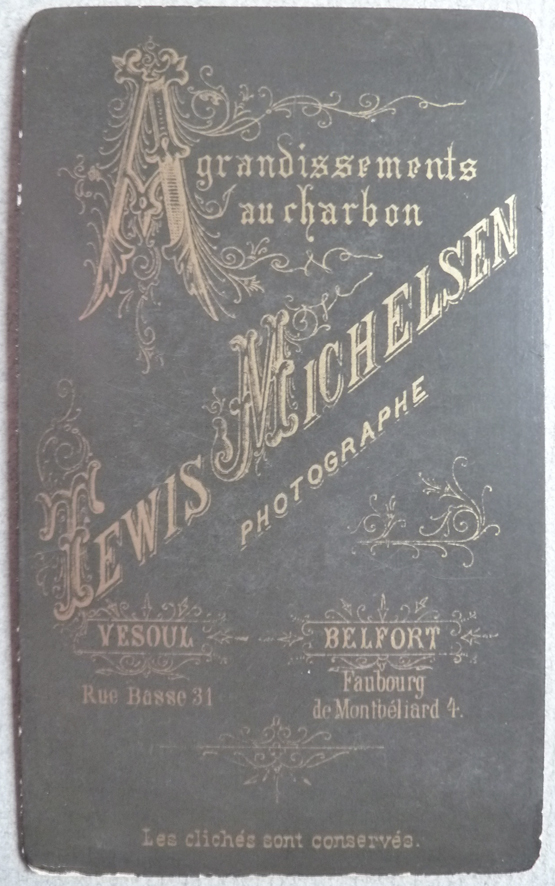 Agrandissements
au charbon
LEWIS MICHELSEN
PHOTOGRAPHE
VESOUL
Rue Basse 31
BELFORT
Faubourg
de Montbéliard 4.
Les clichés sont conservés.